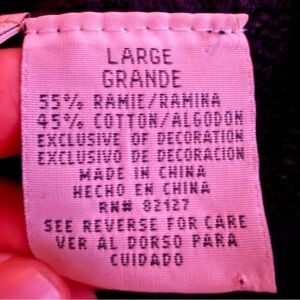 LARGE
GRANDE
55% RAMIE/RAMINA
45% COTTON/ALGODON
EXCLUSIVE OF DECORATION
EXCLUSIVO DE DECORACION
MADE IN CHINA
HECHO EN CHINA
RN# 82127
SEE REVERSE FOR CARE
VER AL DORSO PARA
CUIDADO